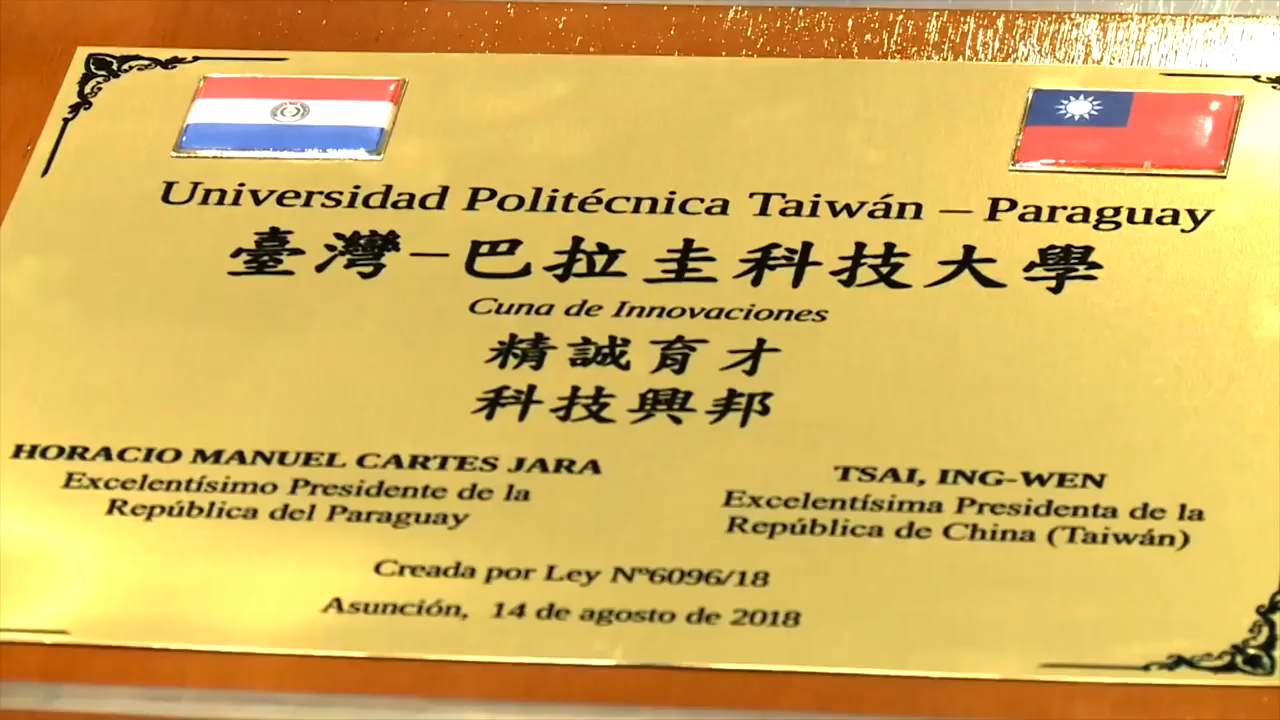 Universidad Politécnica Taiwán – Paraguay
臺灣–巴拉圭科技大學
Cuna de Innovaciones
精誠育才
科技興邦
HORACIO MANUEL CARTES JARA
Excelentísimo Presidente de la
República del Paraguay
TSAI, ING-WEN
Excelentísima Presidenta de la
República de China (Taiwán)
Creada por Ley Nº6096/18
Asunción, 14 de agosto de 2018